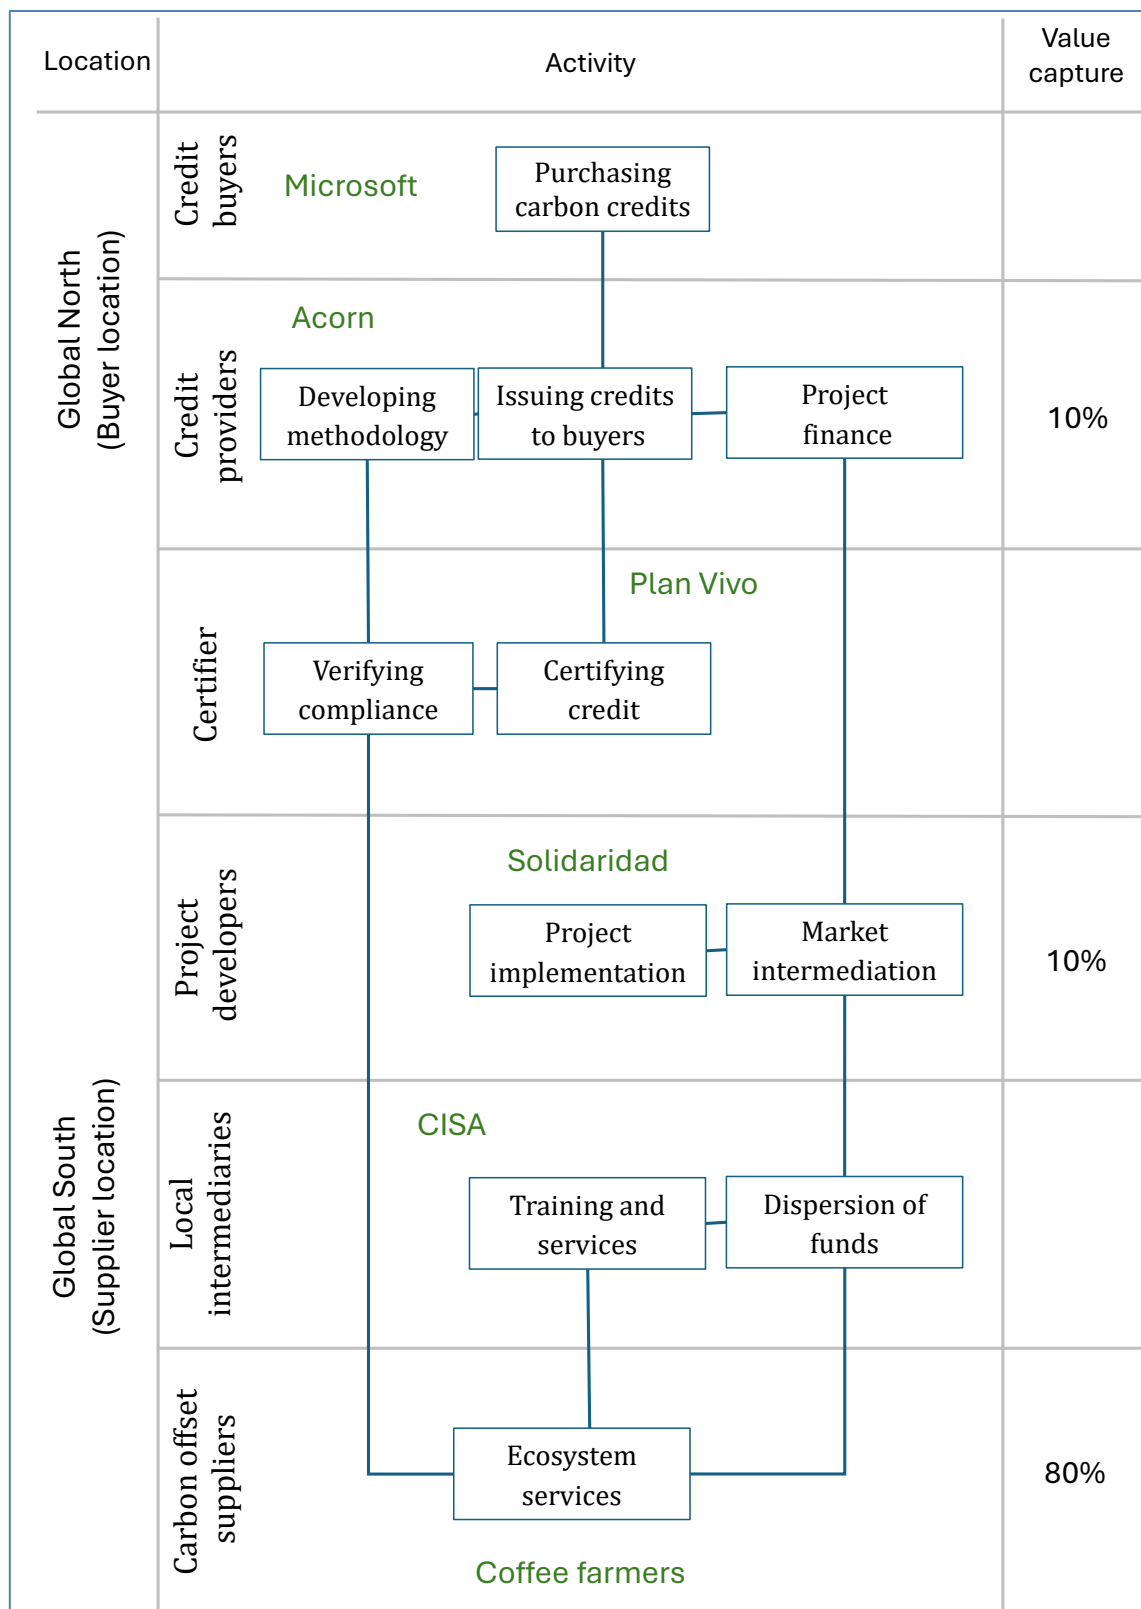 Location
Activity
Value
capture
Global North
(Buyer location)
Credit
buyers
Microsoft
Purchasing
carbon credits
Credit
providers
Acorn
Developing
methodology
Issuing credits
to buyers
Project
finance
10%
Certifier
Plan Vivo
Verifying
compliance
Certifying
credit
Global South
(Supplier location)
Project
developers
Solidaridad
Project
implementation
Market
intermediation
10%
Local
intermediaries
CISA
Training and
services
Dispersion of
funds
Carbon offset
suppliers
Ecosystem
services
80%
Coffee farmers